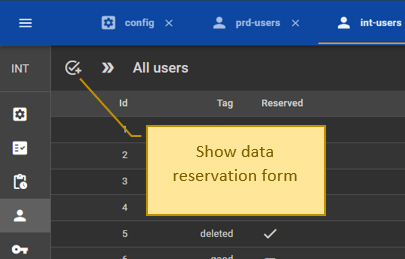 config
prd-users
int-users
INT
All users
Id Tag Reserved
1
2
3
4
5 deleted
6 good
Show data
reservation form